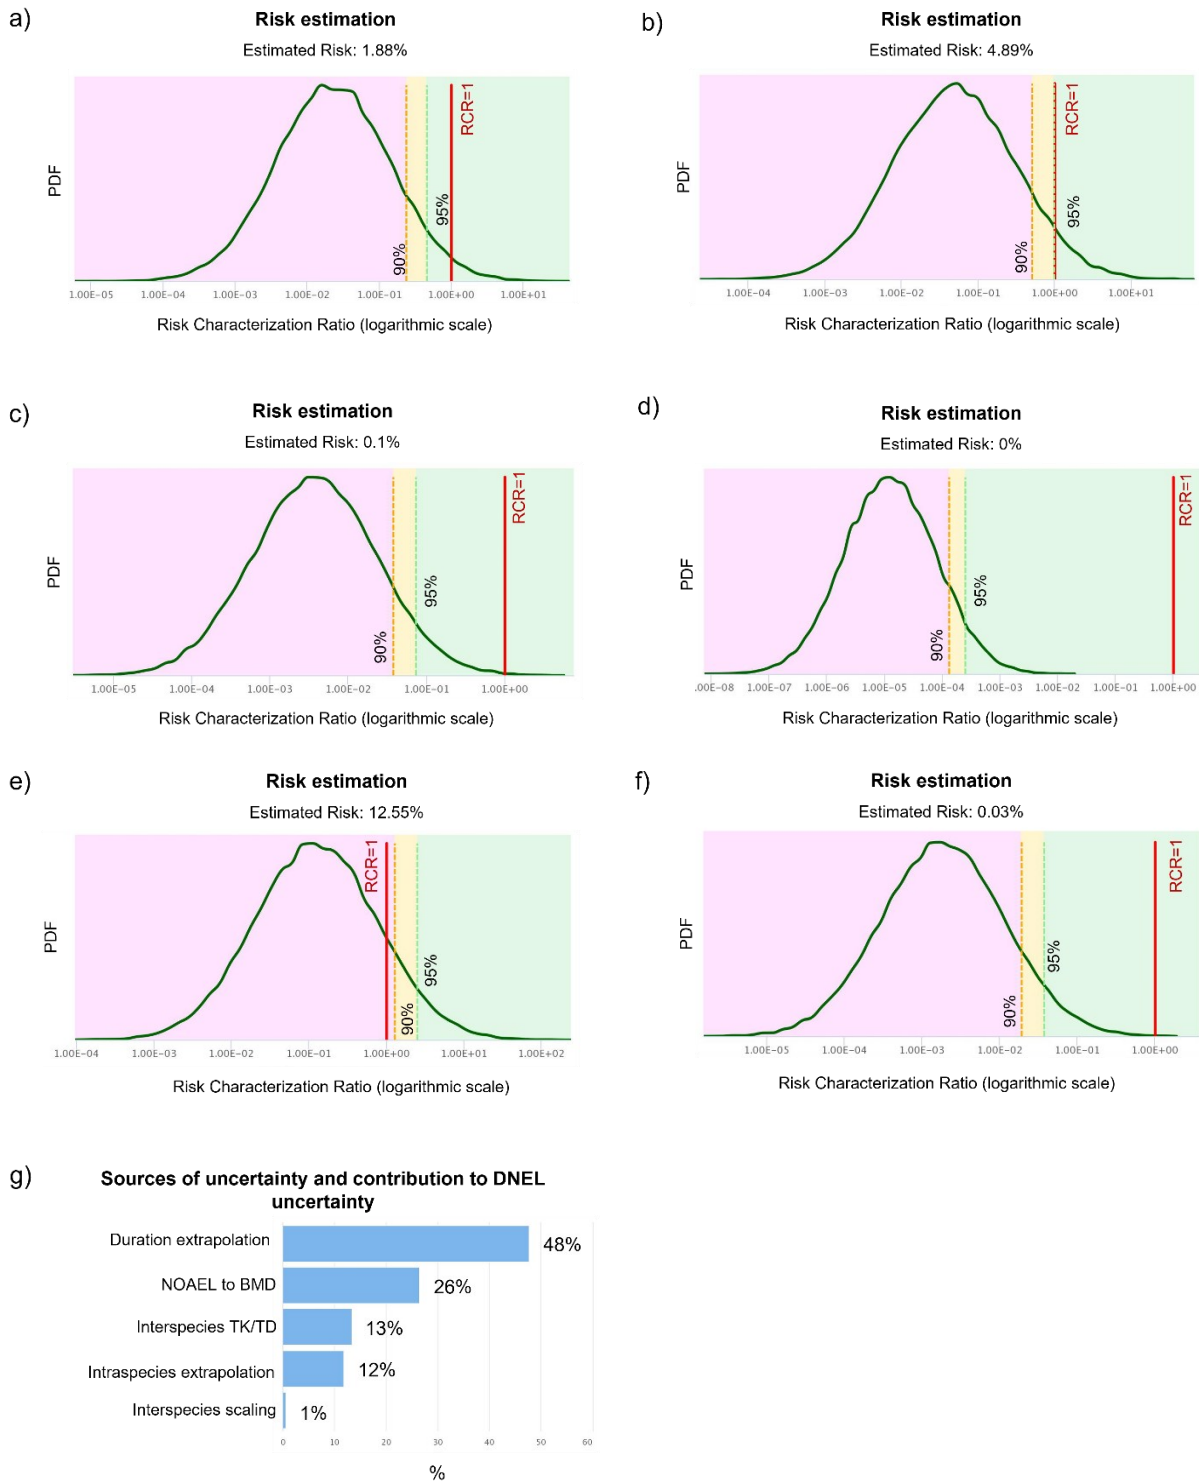 a)
Risk estimation
Estimated Risk: 1.88%
PDF
RCR=1
90%
95%
1.00E-05 1.00E-04 1.00E-03 1.00E-02 1.00E-01 1.00E+00 1.00E+01
Risk Characterization Ratio (logarithmic scale)
b)
Risk estimation
Estimated Risk: 4.89%
PDF
RCR=1
90%
95%
1.00E-04 1.00E-03 1.00E-02 1.00E-01 1.00E+00 1.00E+01
Risk Characterization Ratio (logarithmic scale)
c)
Risk estimation
Estimated Risk: 0.1%
PDF
RCR=1
90%
95%
1.00E-05 1.00E-04 1.00E-03 1.00E-02 1.00E-01 1.00E+00
Risk Characterization Ratio (logarithmic scale)
d)
Risk estimation
Estimated Risk: 0%
PDF
RCR=1
90%
95%
.00E-08 1.00E-07 1.00E-06 1.00E-05 1.00E-04 1.00E-03 1.00E-02 1.00E-01 1.00E+00
Risk Characterization Ratio (logarithmic scale)
e)
Risk estimation
Estimated Risk: 12.55%
PDF
RCR=1
90%
95%
1.00E-04 1.00E-03 1.00E-02 1.00E-01 1.00E+00 1.00E+01 1.00E+02
Risk Characterization Ratio (logarithmic scale)
f)
Risk estimation
Estimated Risk: 0.03%
PDF
RCR=1
90%
95%
1.00E-05 1.00E-04 1.00E-03 1.00E-02 1.00E-01 1.00E+00
Risk Characterization Ratio (logarithmic scale)
g)
Sources of uncertainty and contribution to DNEL
uncertainty
Duration extrapolation 48%
NOAEL to BMD 26%
Interspecies TK/TD 13%
Intraspecies extrapolation 12%
Interspecies scaling 1%
0 10 20 30 40 50 60
%